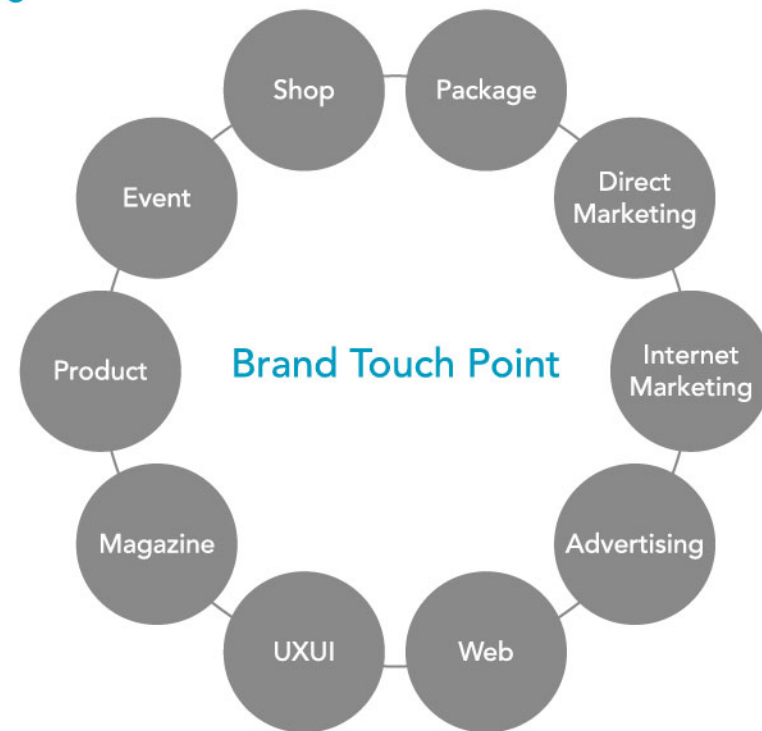 Shop
Package
Direct
Marketing
Internet
Marketing
Advertising
Web
UXUI
Magazine
Product
Event
Brand Touch Point